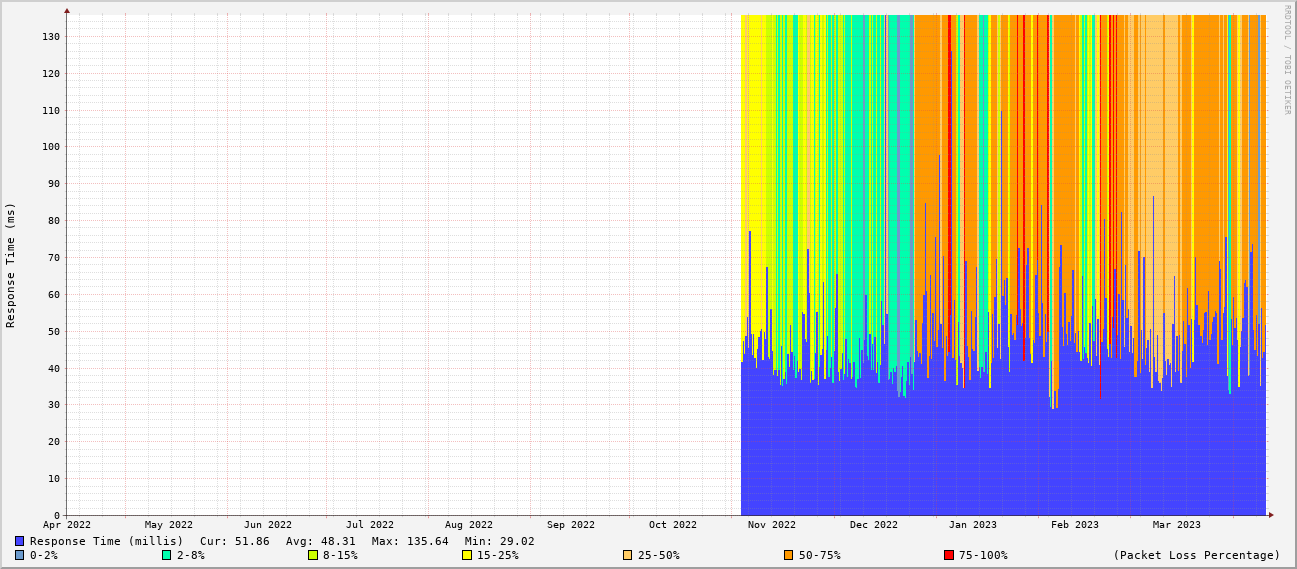 RRDTOOL / TOBI OETIKER
Response Time (ms)
130
120
110
100
90
80
70
60
50
40
30
20
10
0
Apr 2022 May 2022 Jun 2022 Jul 2022 Aug 2022 Sep 2022 Oct 2022 Nov 2022 Dec 2022 Jan 2023 Feb 2023 Mar 2023
Response Time (millis) Cur: 51.86 Avg: 48.31 Max: 135.64 Min: 29.02
0-2% 2-8% 8-15% 15-25% 25-50% 50-75% 75-100% (Packet Loss Percentage)